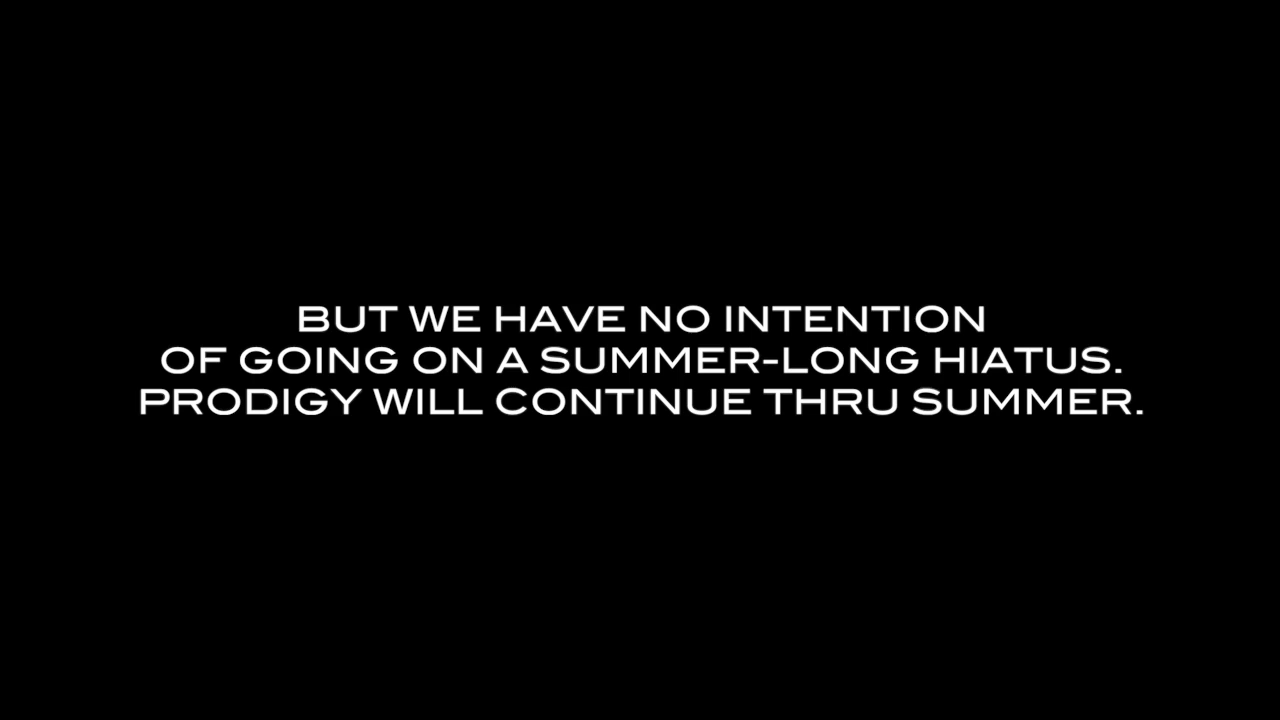 BUT WE HAVE NO INTENTION
OF GOING ON A SUMMER-LONG HIATUS.
PRODIGY WILL CONTINUE THRU SUMMER.